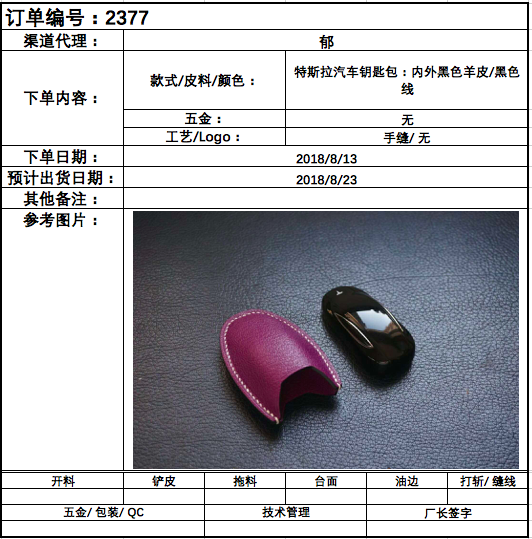 订单编号：2377
渠道代理： 郁
下单内容： 款式/皮料/颜色： 特斯拉汽车钥匙包：内外黑色羊皮/黑色
线
五金： 无
工艺/Logo： 手缝/ 无
下单日期： 2018/8/13
预计出货日期： 2018/8/23
其他备注：
参考图片：
开料 铲皮 拖料 台面 油边 打斩/ 缝线
五金/ 包装/ QC 技术管理 厂长签字